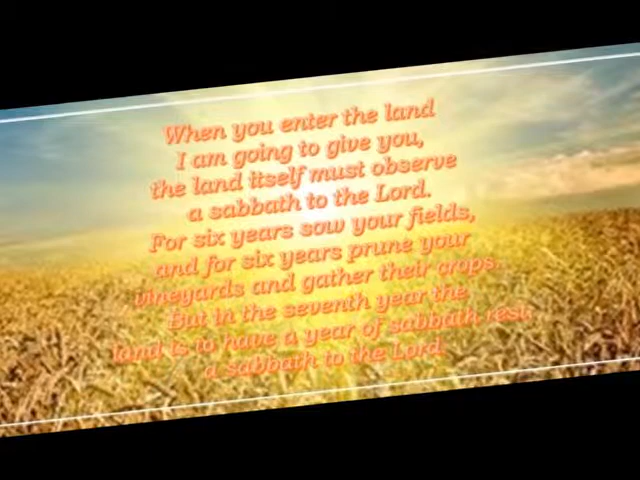 When you enter the land
I am going to give you,
the land itself must observe
a sabbath to the Lord.
For six years sow your fields,
and for six years prune your
vineyards and gather their crops.
But in the seventh year the
land is to have a year of sabbath rest,
a sabbath to the Lord.